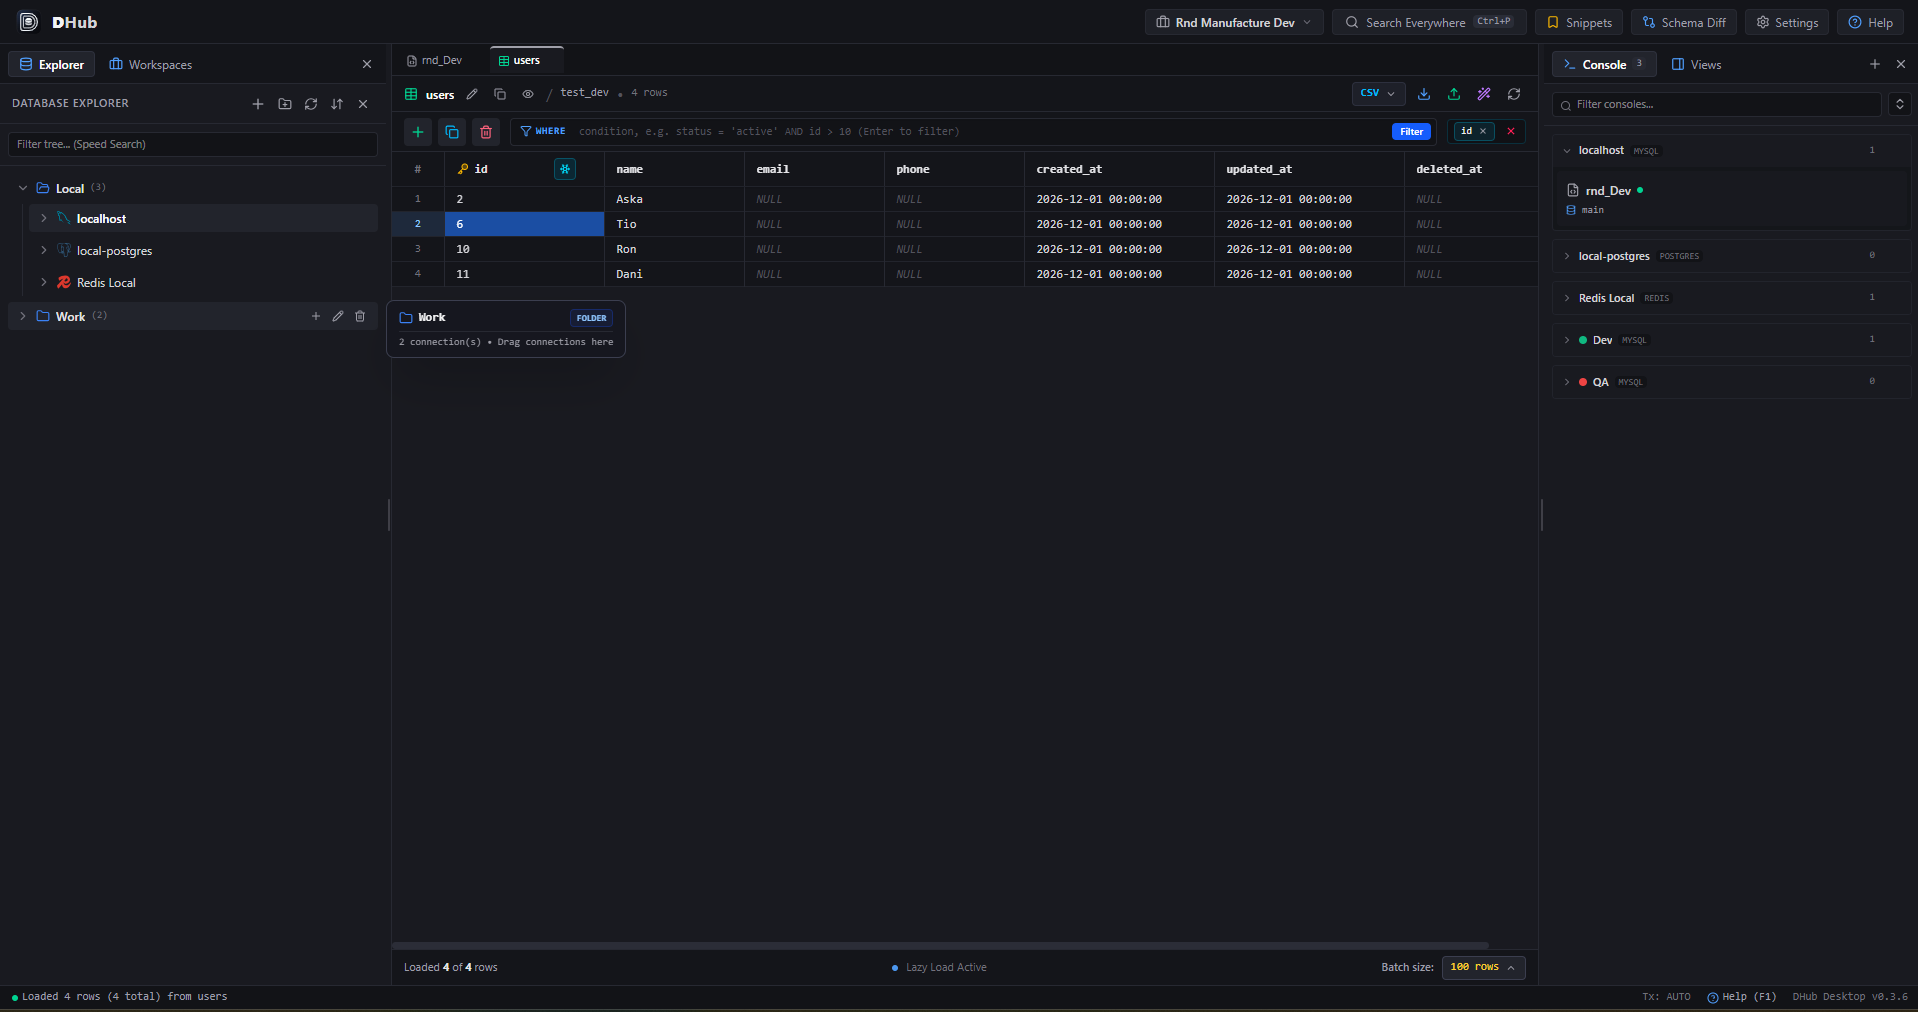 DHub
Rnd Manufacture Dev
Search Everywhere Ctrl+P
Snippets
Schema Diff
Settings
Help
Explorer
Workspaces
DATABASE EXPLORER
Filter tree... (Speed Search)
Local (3)
localhost
local-postgres
Redis Local
Work (2)
rnd_Dev
users
users / test_dev • 4 rows
CSV
WHERE condition, e.g. status = 'active' AND id > 10 (Enter to filter)
Filter
id ×
# id name email phone created_at updated_at deleted_at
1 2 Aska NULL NULL 2026-12-01 00:00:00 2026-12-01 00:00:00 NULL
2 6 Tio NULL NULL 2026-12-01 00:00:00 2026-12-01 00:00:00 NULL
3 10 Ron NULL NULL 2026-12-01 00:00:00 2026-12-01 00:00:00 NULL
4 11 Dani NULL NULL 2026-12-01 00:00:00 2026-12-01 00:00:00 NULL
Work FOLDER
2 connection(s) • Drag connections here
Loaded 4 of 4 rows
Lazy Load Active
Batch size: 100 rows
Console 3
Views
Filter consoles...
localhost MYSQL 1
rnd_Dev
main
local-postgres POSTGRES 0
Redis Local REDIS 1
Dev MYSQL 1
QA MYSQL 0
Loaded 4 rows (4 total) from users
Tx: AUTO
Help (F1)
DHub Desktop v0.3.6